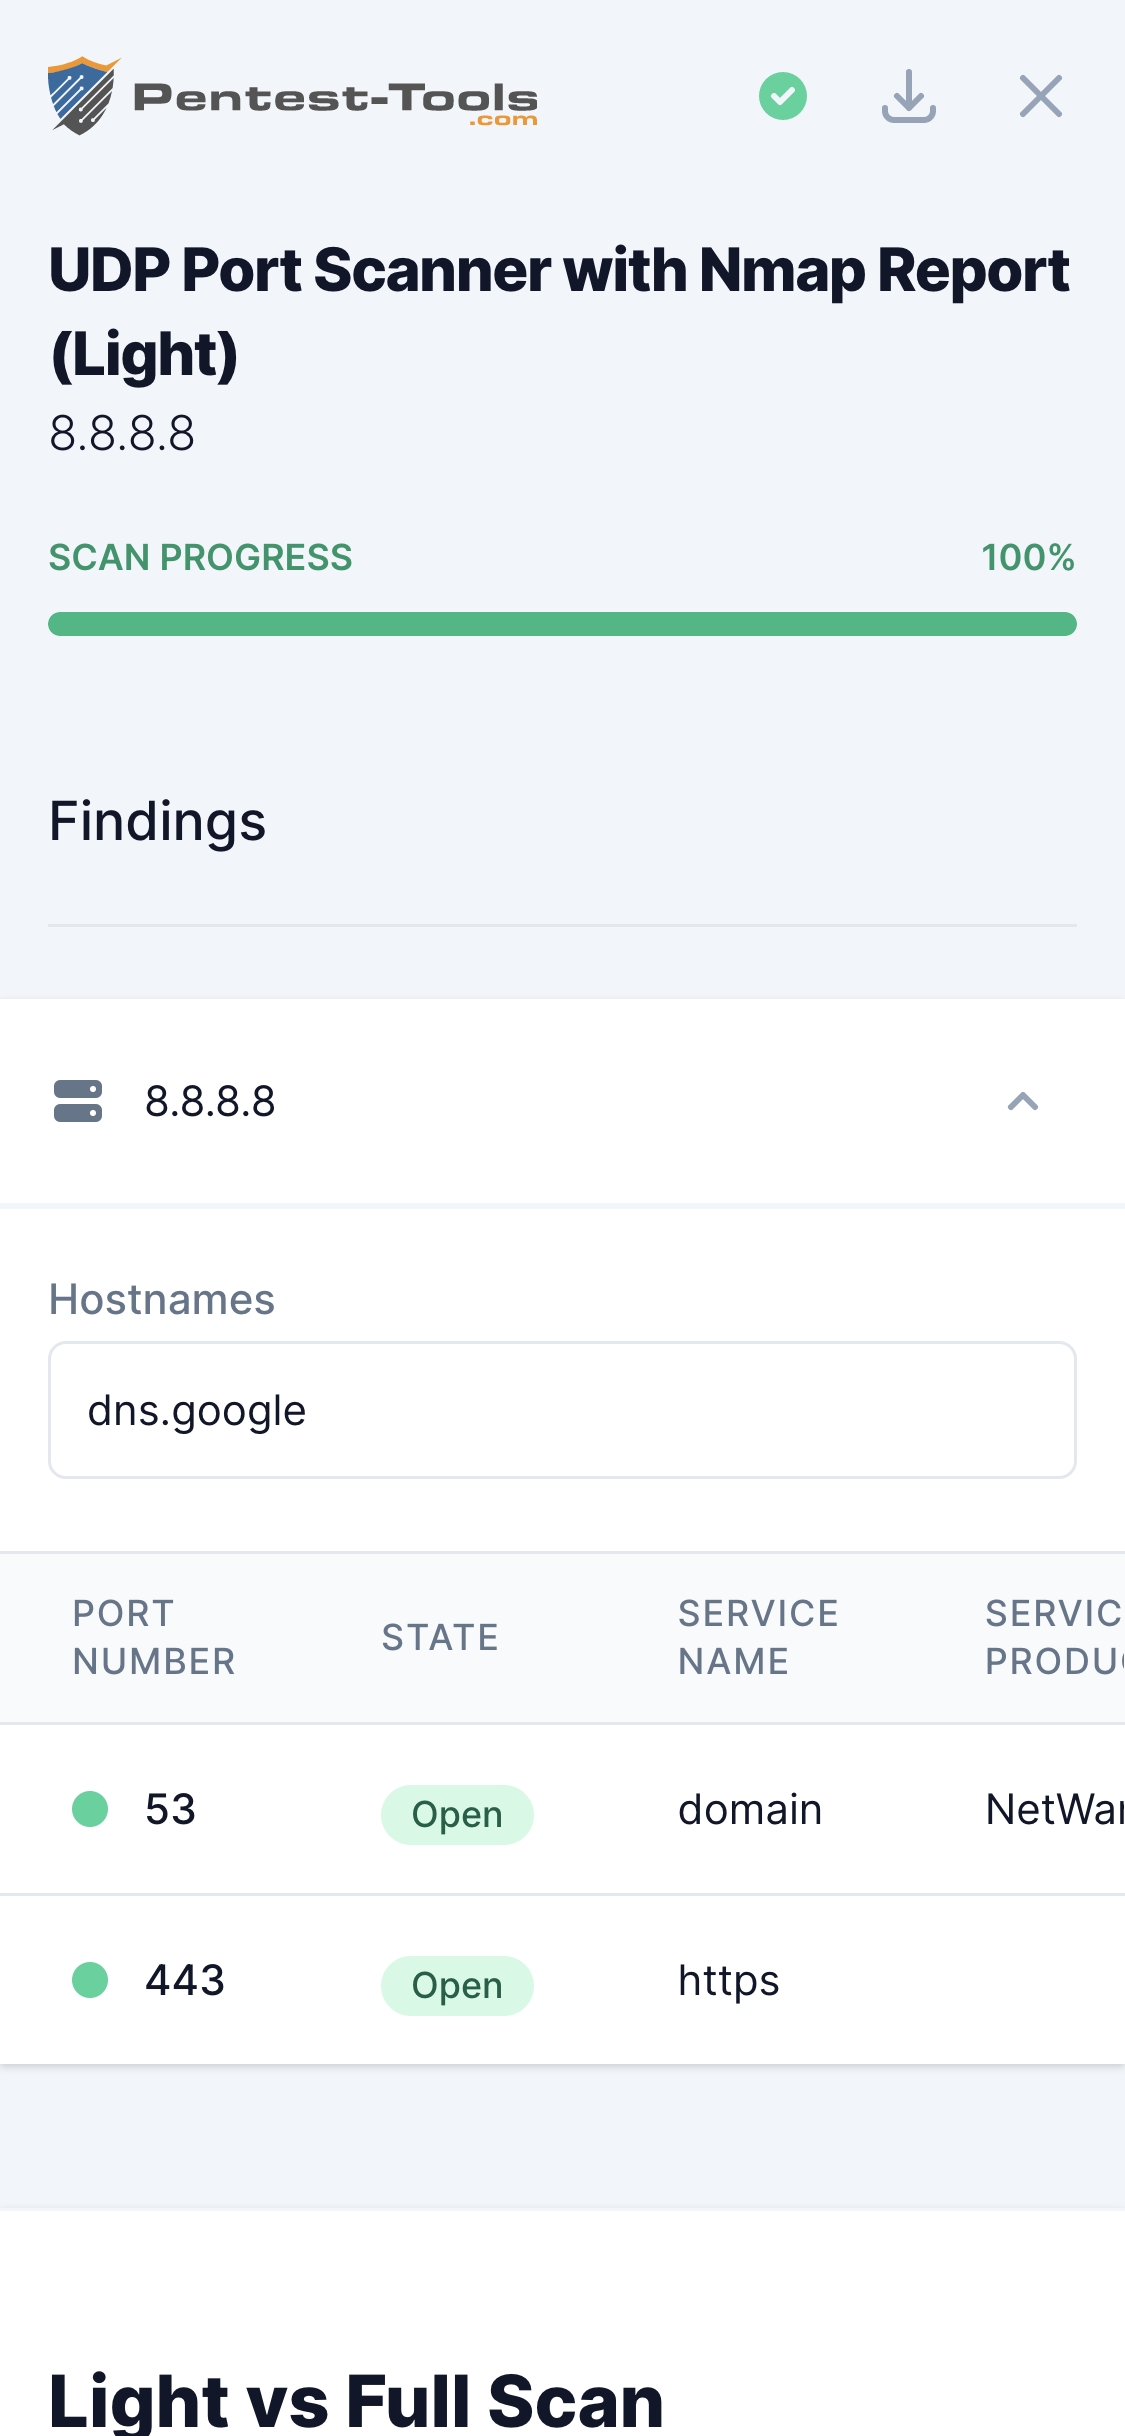 Pentest-Tools
.com
UDP Port Scanner with Nmap Report
(Light)
8.8.8.8
SCAN PROGRESS 100%
Findings
8.8.8.8
Hostnames
dns.google
PORT NUMBER STATE SERVICE NAME SERVIC PRODU
53 Open domain NetWar
443 Open https
Light vs Full Scan